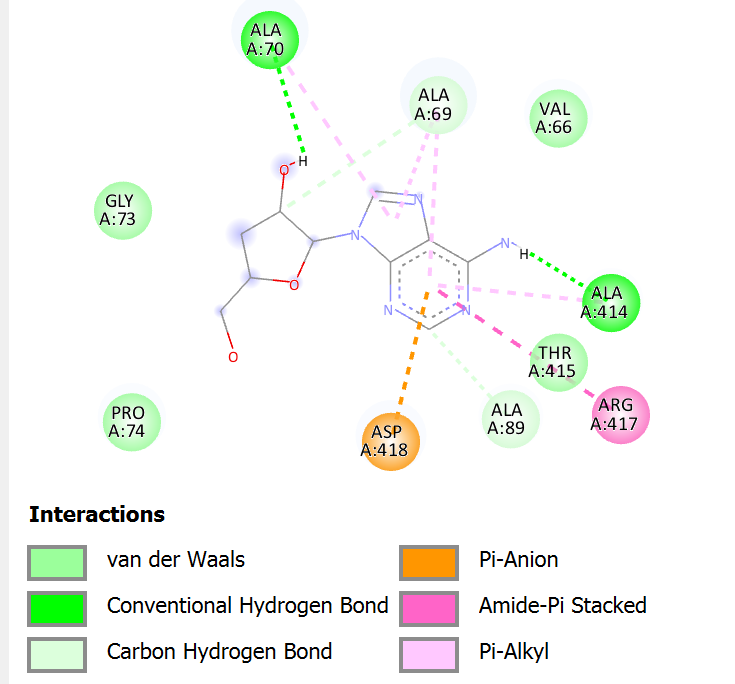 ALA
A:70
ALA
A:69
VAL
A:66
H
O
GLY
A:73
N
N
N
H
O
ALA
A:414
N
N
THR
A:415
O
ARG
A:417
PRO
A:74
ALA
A:89
ASP
A:418
Interactions
van der Waals
Conventional Hydrogen Bond
Carbon Hydrogen Bond
Pi-Anion
Amide-Pi Stacked
Pi-Alkyl